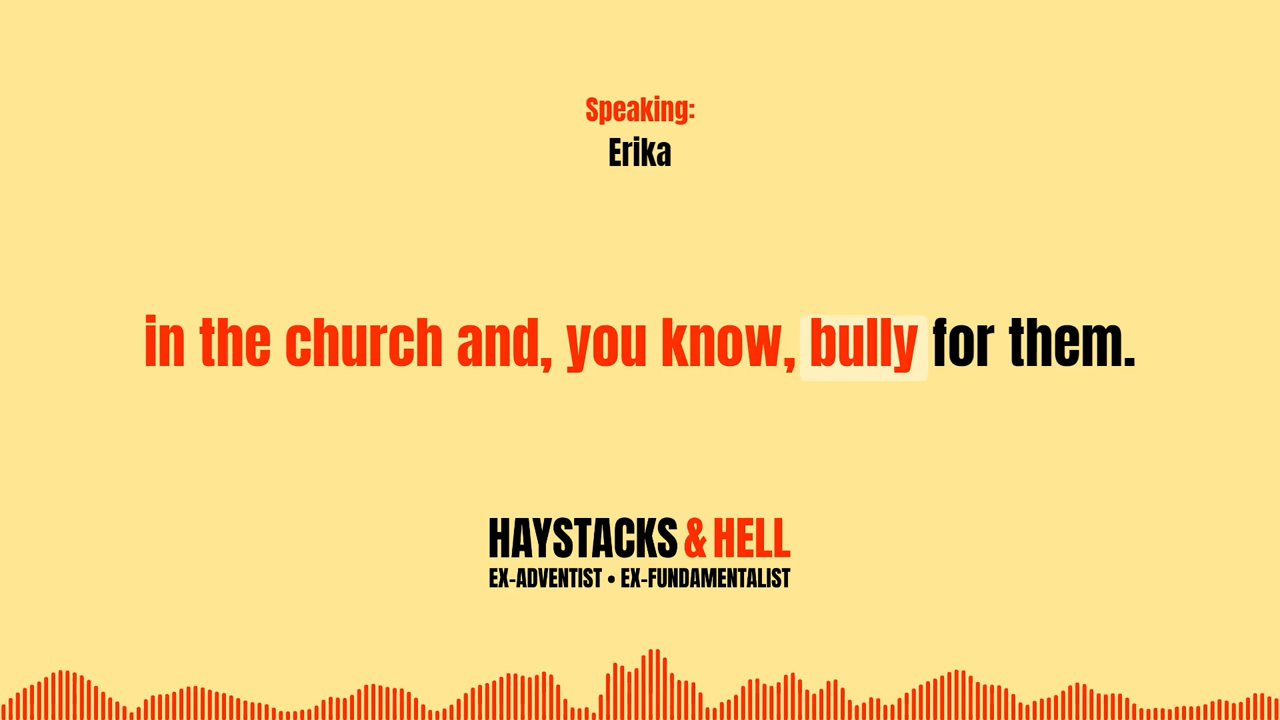 Speaking:
Erika
in the church and, you know, bully for them.
HAYSTACKS & HELL
EX-ADVENTIST • EX-FUNDAMENTALIST